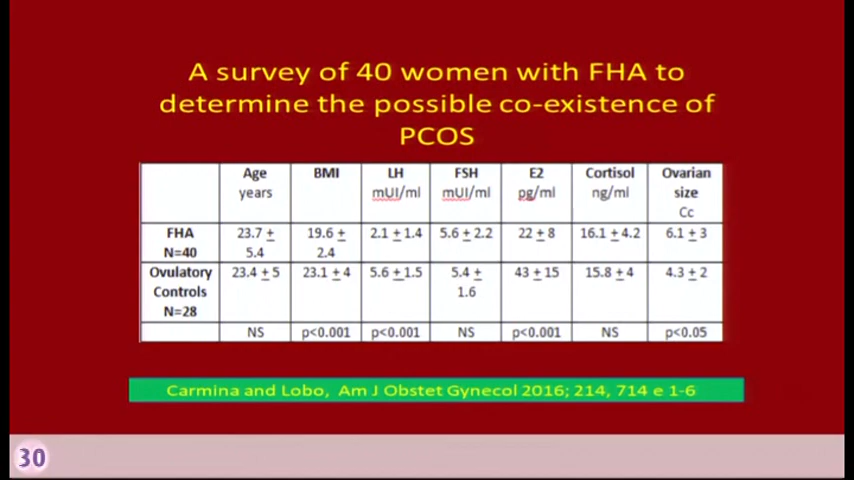 A survey of 40 women with FHA to
determine the possible co-existence of
PCOS
Age years BMI LH mUI/ml FSH mUI/ml E2 pg/ml Cortisol ng/ml Ovarian size Cc
FHA N=40 23.7 ± 5.4 19.6 ± 2.4 2.1 ± 1.4 5.6 ± 2.2 22 ± 8 16.1 ± 4.2 6.1 ± 3
Ovulatory Controls N=28 23.4 ± 5 23.1 ± 4 5.6 ± 1.5 5.4 ± 1.6 43 ± 15 15.8 ± 4 4.3 ± 2
NS p<0.001 p<0.001 NS p<0.001 NS p<0.05
Carmina and Lobo, Am J Obstet Gynecol 2016; 214, 714 e 1-6
30